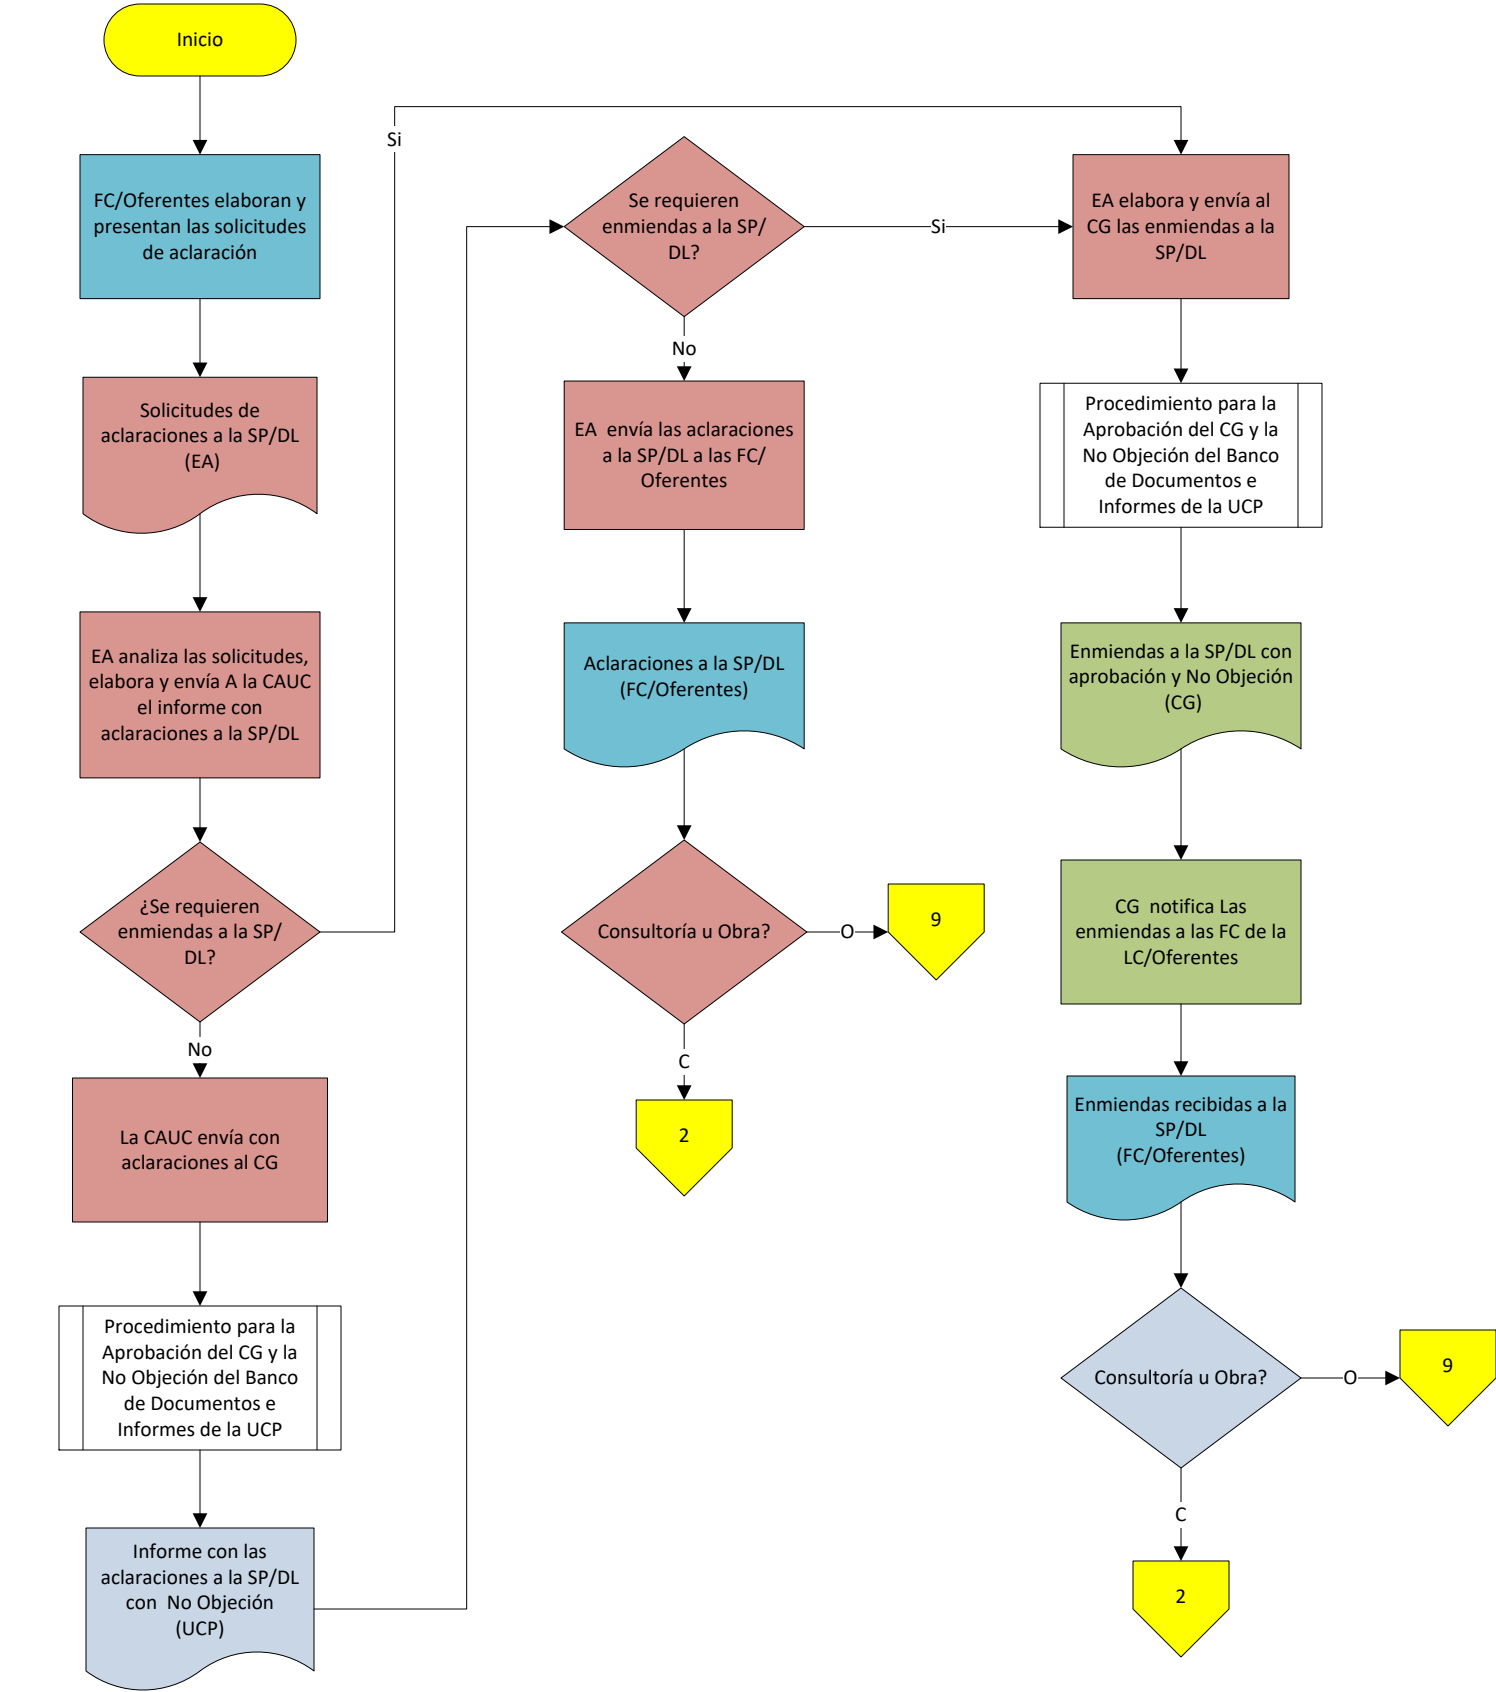 Inicio
FC/Oferentes elaboran y
presentan las solicitudes
de aclaración
Solicitudes de
aclaraciones a la SP/DL
(EA)
EA analiza las solicitudes,
elabora y envía A la CAUC
el informe con
aclaraciones a la SP/DL
¿Se requieren
enmiendas a la SP/
DL?
Si
No
La CAUC envía con
aclaraciones al CG
Procedimiento para la
Aprobación del CG y la
No Objeción del Banco
de Documentos e
Informes de la UCP
Informe con las
aclaraciones a la SP/DL
con No Objeción
(UCP)
Se requieren
enmiendas a la SP/
DL?
Si
No
EA envía las aclaraciones
a la SP/DL a las FC/
Oferentes
Aclaraciones a la SP/DL
(FC/Oferentes)
Consultoría u Obra?
O
9
C
2
EA elabora y envía al
CG las enmiendas a la
SP/DL
Procedimiento para la
Aprobación del CG y la
No Objeción del Banco
de Documentos e
Informes de la UCP
Enmiendas a la SP/DL con
aprobación y No Objeción
(CG)
CG notifica Las
enmiendas a las FC de la
LC/Oferentes
Enmiendas recibidas a la
SP/DL
(FC/Oferentes)
Consultoría u Obra?
O
9
C
2